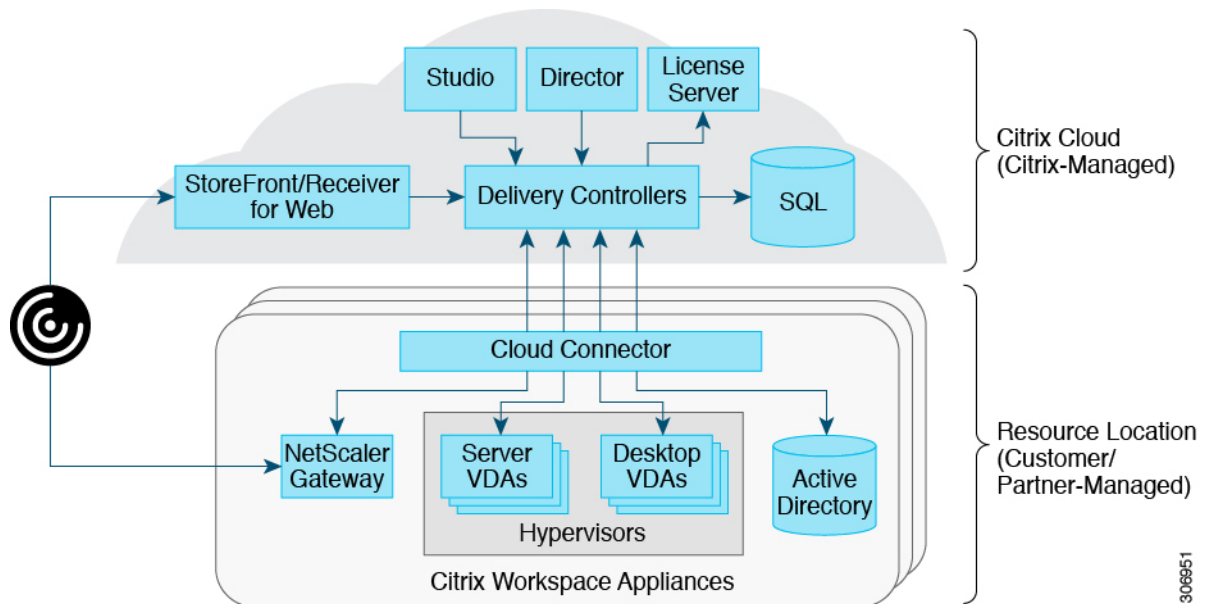 Studio
Director
License
Server
Citrix Cloud
(Citrix-Managed)
StoreFront/Receiver
for Web
Delivery Controllers
SQL
Cloud Connector
NetScaler
Gateway
Server
VDAs
Desktop
VDAs
Active
Directory
Hypervisors
Citrix Workspace Appliances
Resource Location
(Customer/
Partner-Managed)
306951